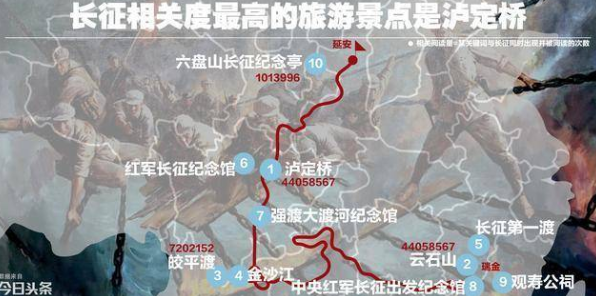 长征相关度最高的旅游景点是泸定桥
相关阅读量=某关键词与长征同时出现并被阅读的次数
延安
六盘山长征纪念亭 10
1013996
红军长征纪念馆 6
1 泸定桥
44058567
7 强渡大渡河纪念馆
长征第一渡
5
7202152
皎平渡
3
4 金沙江
44058567
云石山 2
瑞金
中央红军长征出发纪念馆 8
9 观寿公祠
数据来自
今日头条